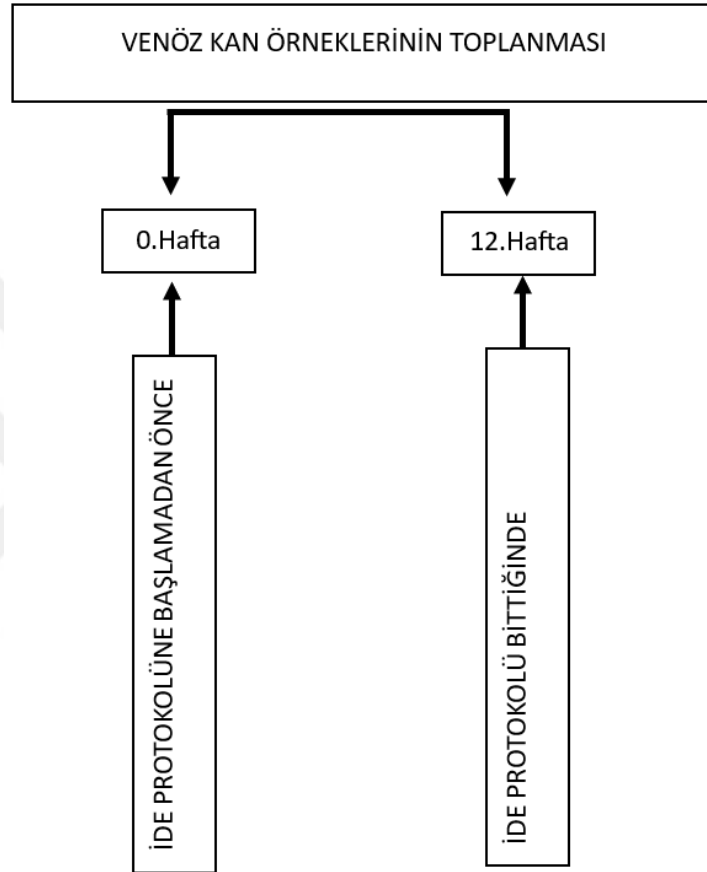 VENÖZ KAN ÖRNEKLERİNİN TOPLANMASI
0.Hafta
12.Hafta
İDE PROTOKOLÜNE BAŞLAMADAN ÖNCE
İDE PROTOKOLÜ BİTTİĞİNDE